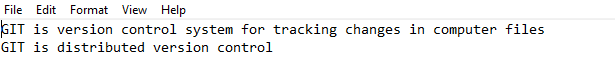 File Edit Format View Help
GIT is version control system for tracking changes in computer files
GIT is distributed version control